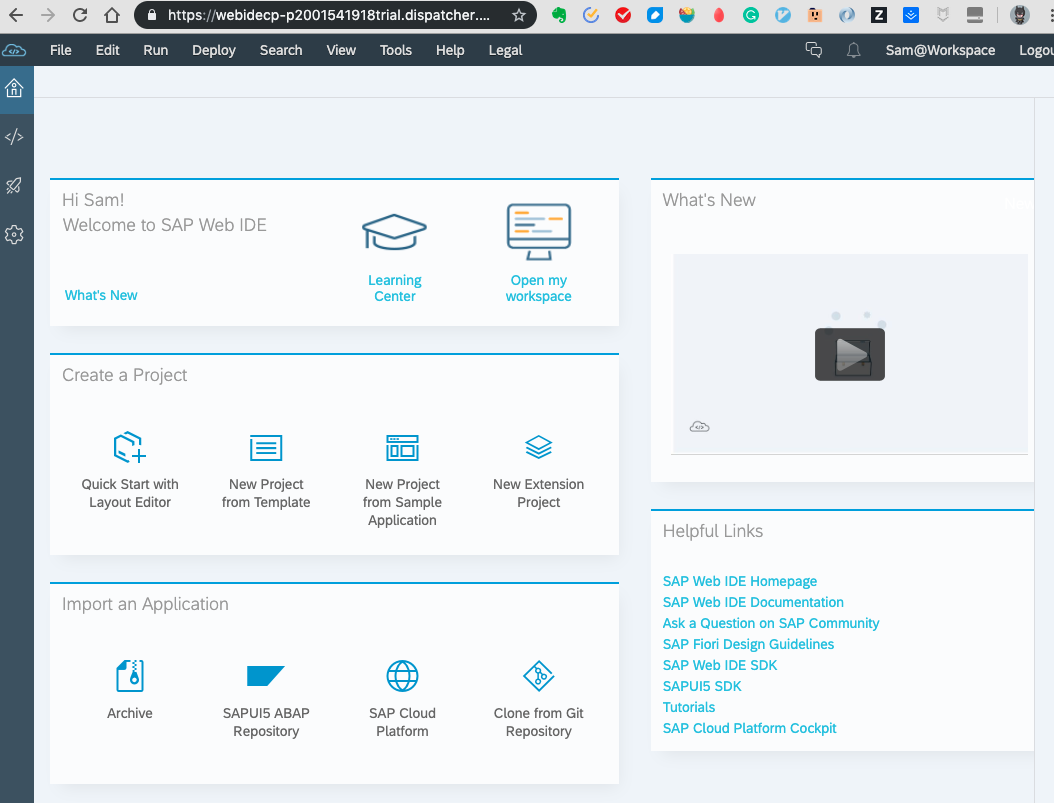 https://webidecp-p2001541918trial.dispatcher....
File Edit Run Deploy Search View Tools Help Legal Sam@Workspace Logou
Hi Sam!
Welcome to SAP Web IDE
What's New
Learning
Center
Open my
workspace
Create a Project
Quick Start with
Layout Editor
New Project
from Template
New Project
from Sample
Application
New Extension
Project
Import an Application
Archive
SAPUI5 ABAP
Repository
SAP Cloud
Platform
Clone from Git
Repository
What's New
Helpful Links
SAP Web IDE Homepage
SAP Web IDE Documentation
Ask a Question on SAP Community
SAP Fiori Design Guidelines
SAP Web IDE SDK
SAPUI5 SDK
Tutorials
SAP Cloud Platform Cockpit